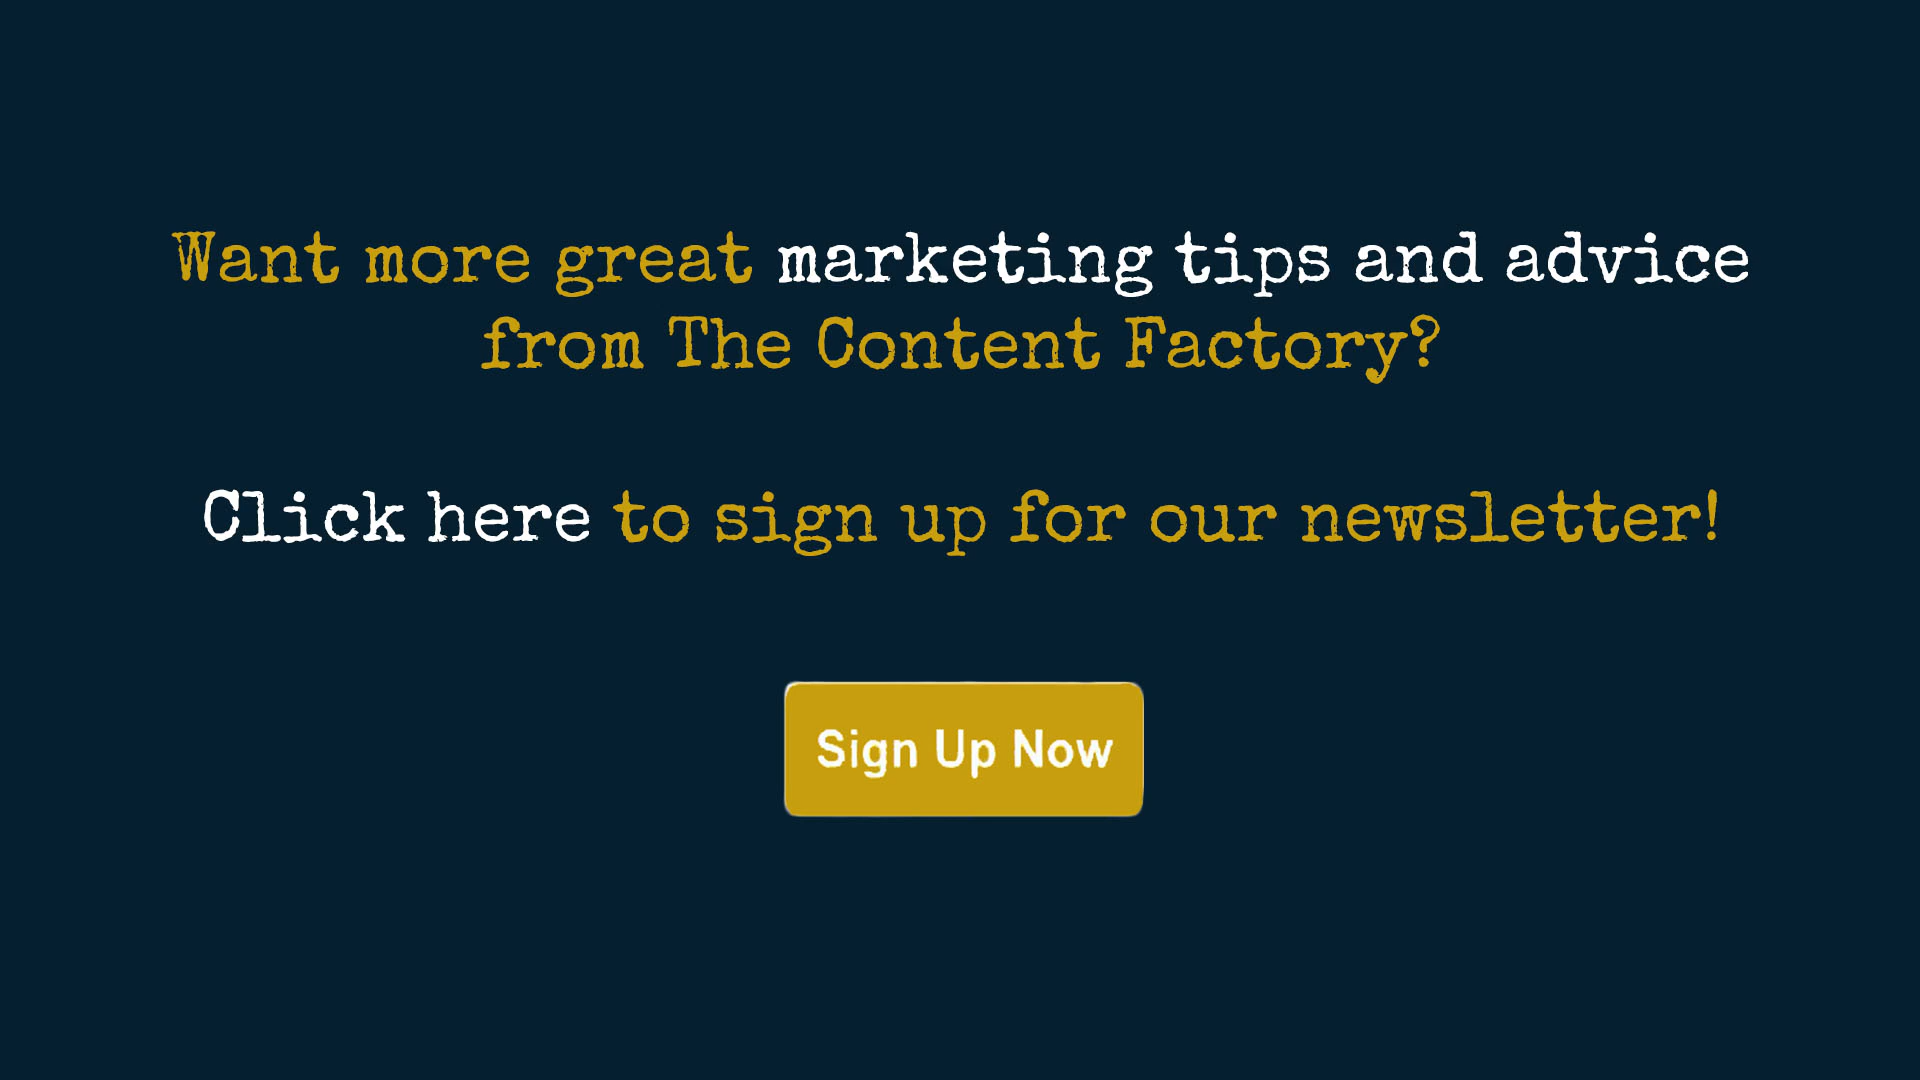 Want more great marketing tips and advice
from The Content Factory?
Click here to sign up for our newsletter!
Sign Up Now